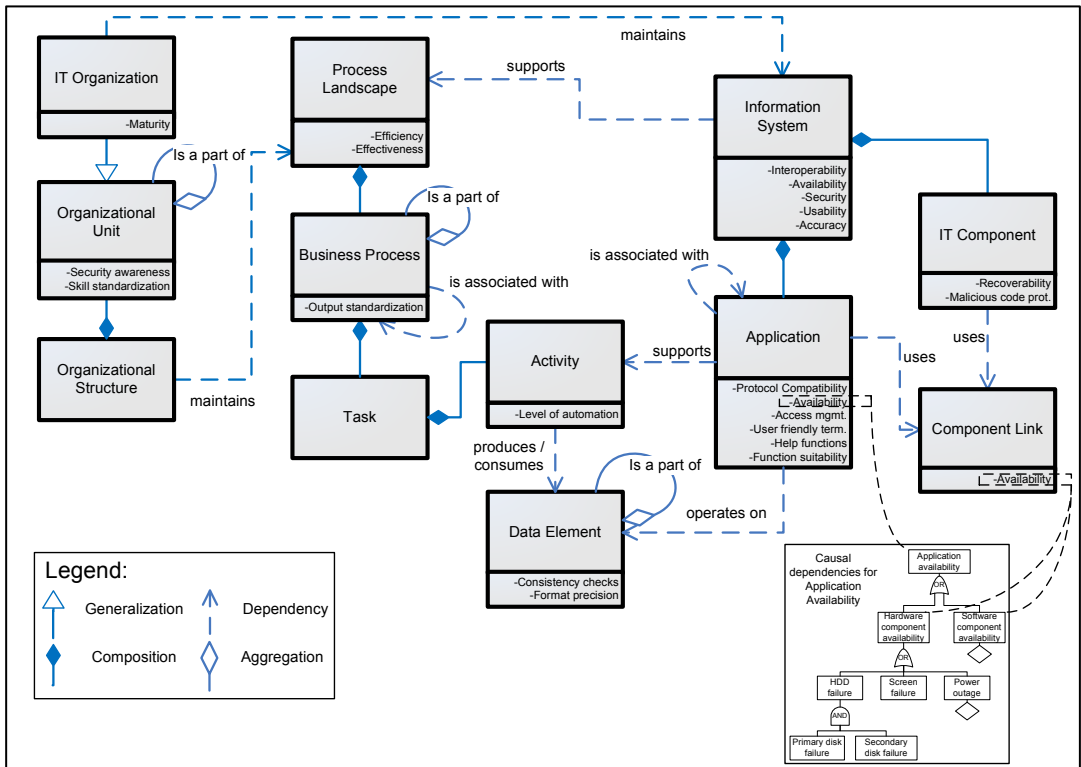 maintains
IT Organization
-Maturity
Process
Landscape
-Efficiency
-Effectiveness
supports
Information
System
-Interoperability
-Availability
-Security
-Usability
-Accuracy
Is a part of
Organizational
Unit
-Security awareness
-Skill standardization
Is a part of
Business Process
-Output standardization
is associated with
is associated with
IT Component
-Recoverability
-Malicious code prot.
Organizational
Structure
maintains
Task
Activity
-Level of automation
supports
Application
-Protocol Compatibility
-Availability
-Access mgmt.
-User friendly term.
-Help functions
-Function suitability
uses
uses
Component Link
-Availability
produces /
consumes
Is a part of
Data Element
-Consistency checks
-Format precision
operates on
Legend:
Generalization
Dependency
Composition
Aggregation
Causal
dependencies for
Application
Availability
Application
availability
OR
Hardware
component
availability
Software
component
availability
OR
HDD
failure
Screen
failure
Power
outage
AND
Primary disk
failure
Secondary
disk failure